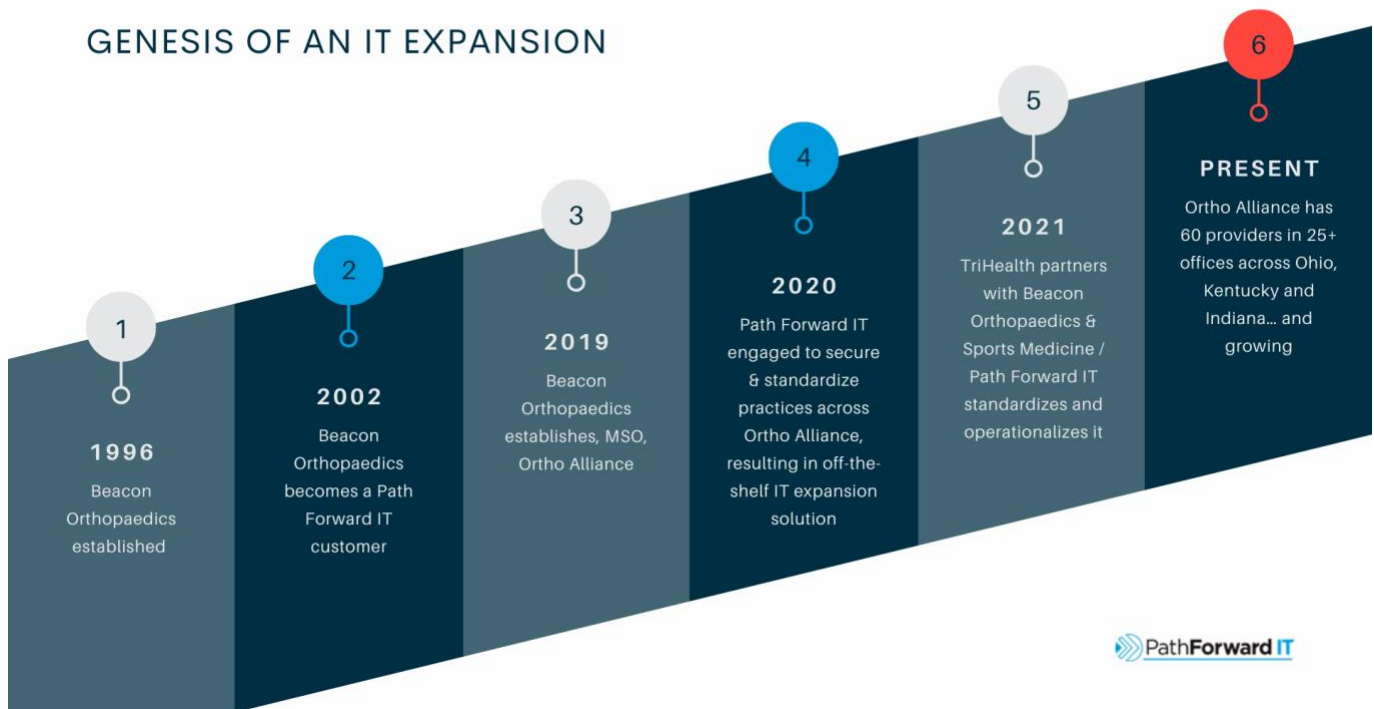 GENESIS OF AN IT EXPANSION
1
1996
Beacon
Orthopaedics
established
2
2002
Beacon
Orthopaedics
becomes a Path
Forward IT
customer
3
2019
Beacon
Orthopaedics
establishes, MSO,
Ortho Alliance
4
2020
Path Forward IT
engaged to secure
& standardize
practices across
Ortho Alliance,
resulting in off-the-
shelf IT expansion
solution
5
2021
TriHealth partners
with Beacon
Orthopaedics &
Sports Medicine /
Path Forward IT
standardizes and
operationalizes it
6
PRESENT
Ortho Alliance has
60 providers in 25+
offices across Ohio,
Kentucky and
Indiana... and
growing
PathForward IT